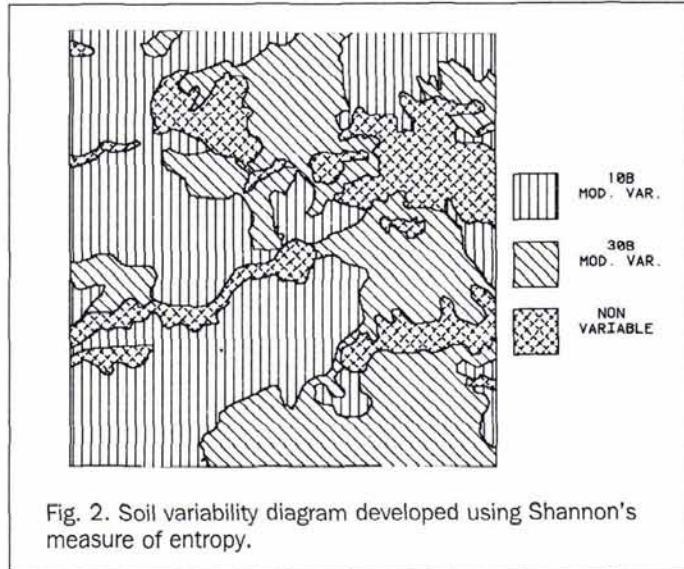 10B
MOD. VAR.
30B
MOD. VAR.
NON
VARIABLE
Fig. 2. Soil variability diagram developed using Shannon's
measure of entropy.